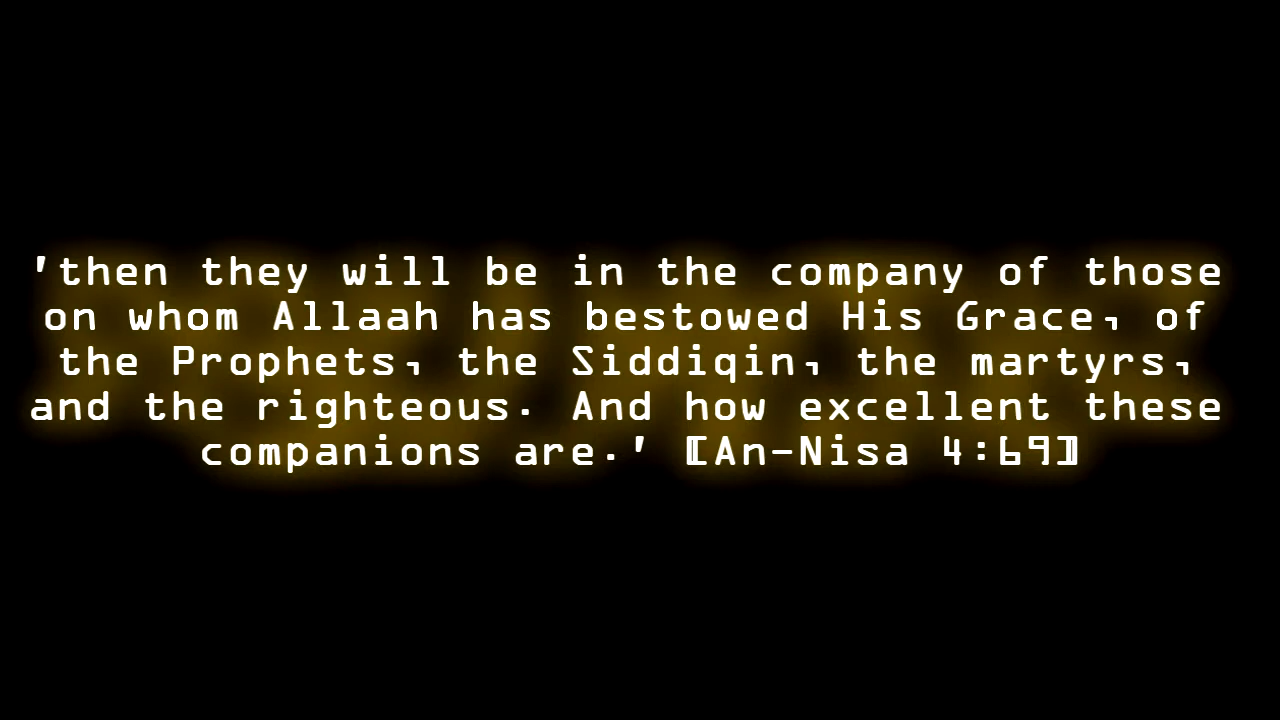 'then they will be in the company of those
on whom Allaah has bestowed His Grace, of
the Prophets, the Siddiqin, the martyrs,
and the righteous. And how excellent these
companions are.' [An-Nisa 4:69]